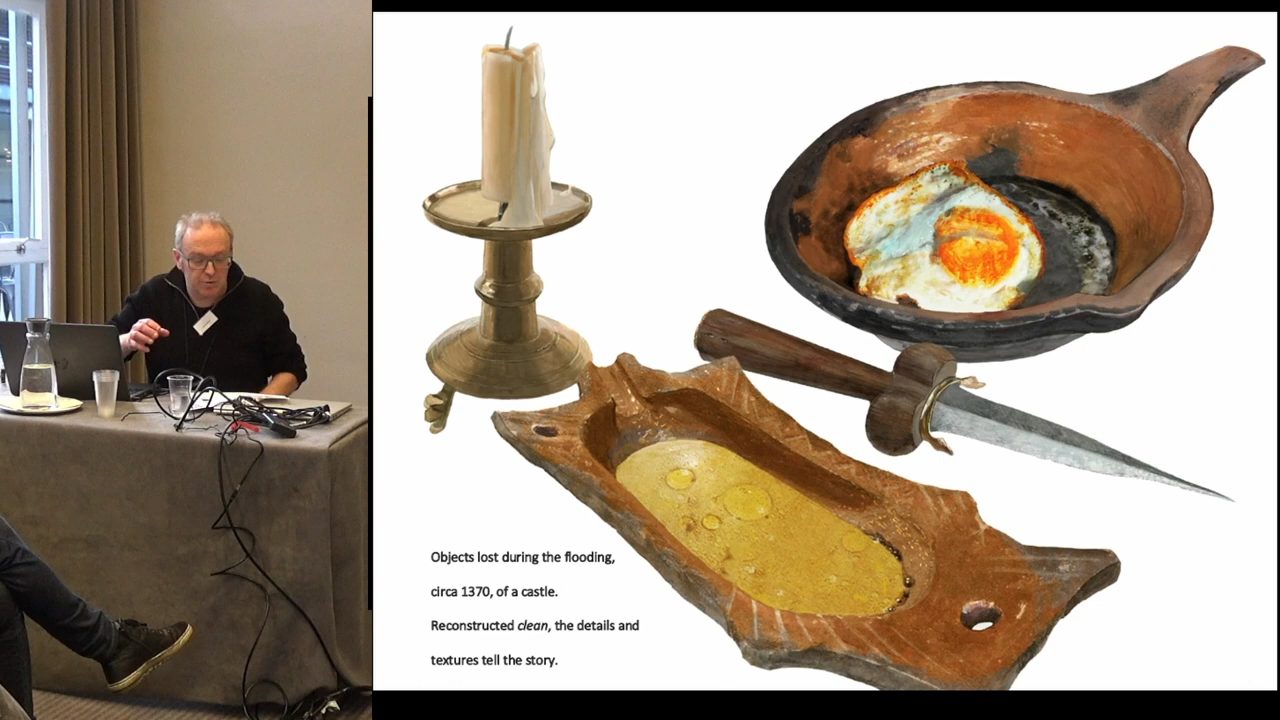 Objects lost during the flooding,
circa 1370, of a castle.
Reconstructed clean, the details and
textures tell the story.